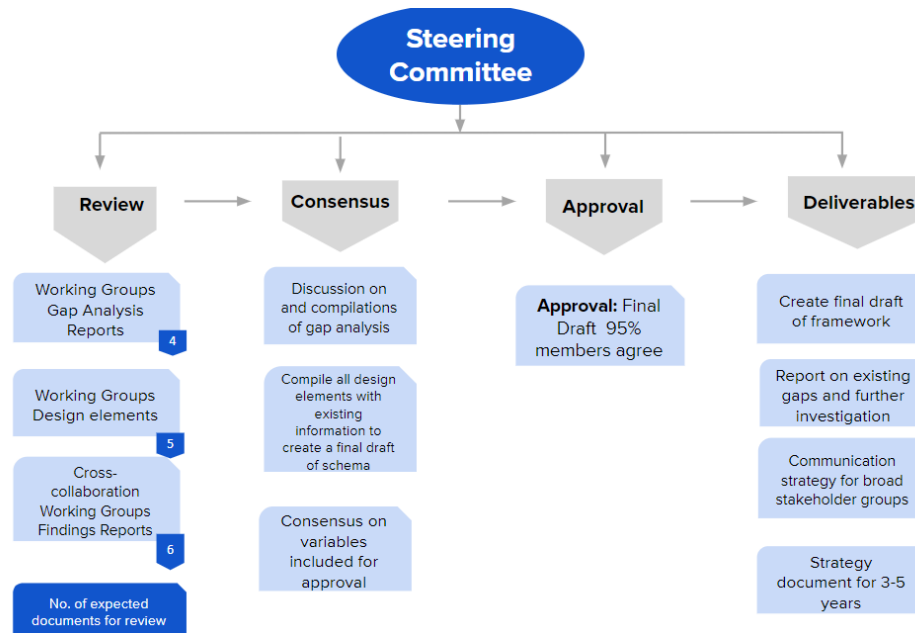 Steering
Committee
Review
Consensus
Approval
Deliverables
Working Groups
Gap Analysis
Reports
4
Working Groups
Design elements
5
Cross-
collaboration
Working Groups
Findings Reports
6
No. of expected
documents for review
Discussion on
and compilations
of gap analysis
Compile all design
elements with
existing
information to
create a final draft
of schema
Consensus on
variables
included for
approval
Approval: Final
Draft 95%
members agree
Create final draft
of framework
Report on existing
gaps and further
investigation
Communication
strategy for broad
stakeholder groups
Strategy
document for 3-5
years